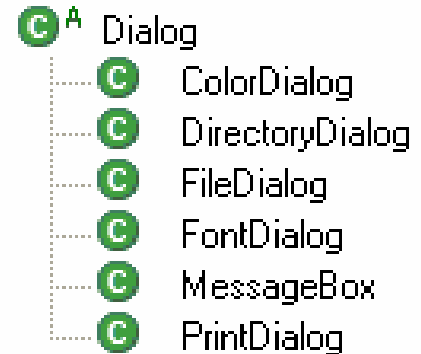 C A Dialog
C ColorDialog
C DirectoryDialog
C FileDialog
C FontDialog
C MessageBox
C PrintDialog